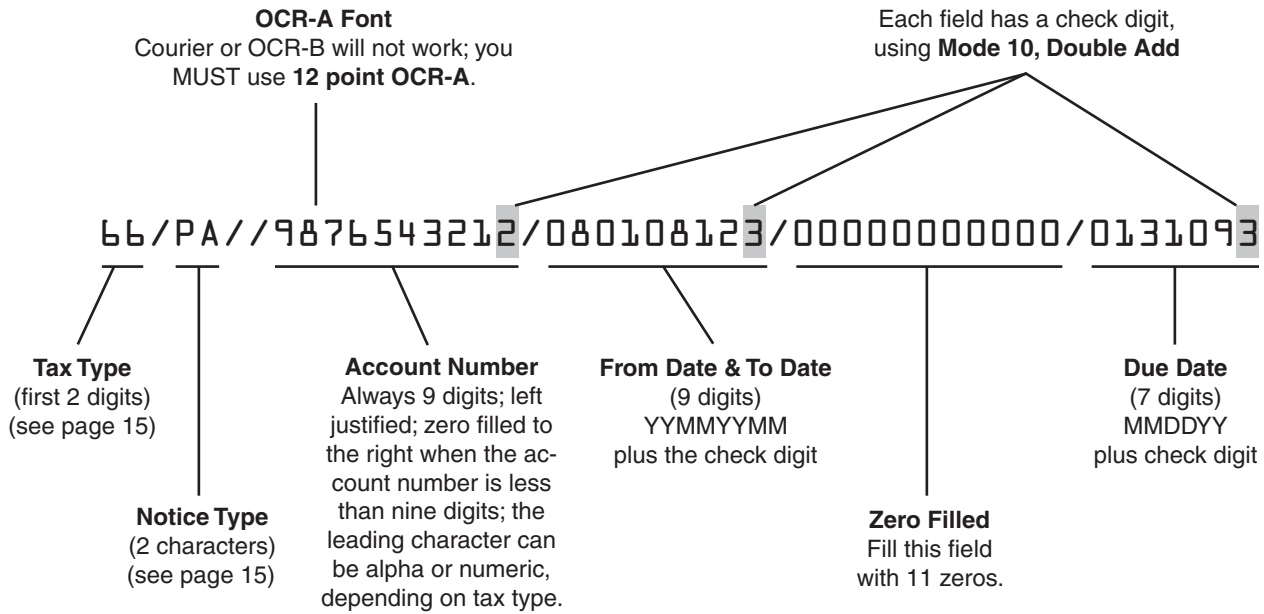 OCR-A Font
Courier or OCR-B will not work; you
MUST use 12 point OCR-A.
Each field has a check digit,
using Mode 10, Double Add
66/PA//9876543212/080108123/00000000000/0131093
Tax Type
(first 2 digits)
(see page 15)
Notice Type
(2 characters)
(see page 15)
Account Number
Always 9 digits; left
justified; zero filled to
the right when the ac-
count number is less
than nine digits; the
leading character can
be alpha or numeric,
depending on tax type.
From Date & To Date
(9 digits)
YYMMYYMM
plus the check digit
Zero Filled
Fill this field
with 11 zeros.
Due Date
(7 digits)
MMDDYY
plus check digit